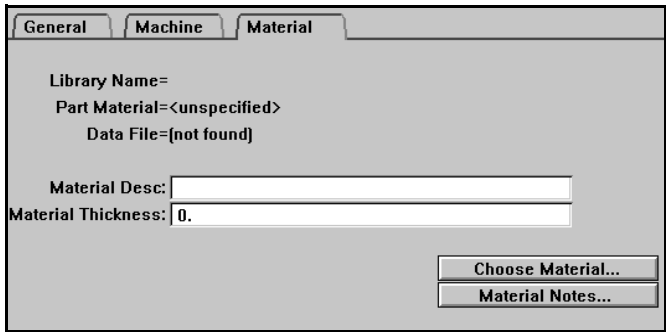 General Machine Material
Library Name=
Part Material=<unspecified>
Data File=(not found)
Material Desc:
Material Thickness: 0.
Choose Material...
Material Notes...